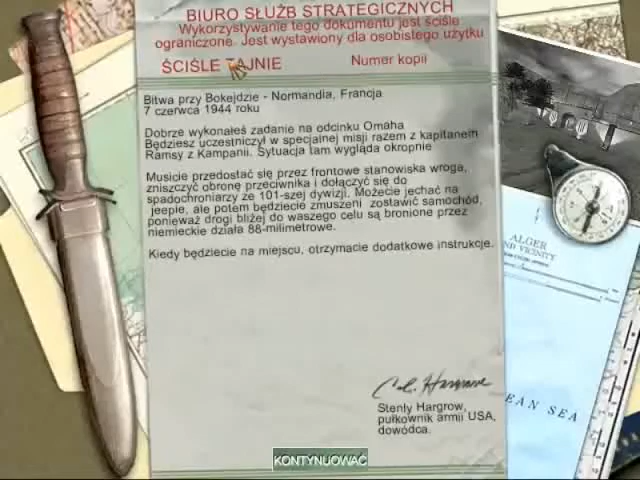 BIURO SŁUŻB STRATEGICZNYCH
Wykorzystywanie tego dokumentu jest ściśle
ograniczone. Jest wystawiony dla osobistego użytku
ŚCIŚLE TAJNIE Numer kopii
Bitwa przy Bokejdzie - Normandia, Francja
7 czerwca 1944 roku
Dobrze wykonałeś zadanie na odcinku Omaha
Będziesz uczestniczył w specjalnej misji razem z kapitanem
Ramsy z Kampanii. Sytuacja tam wygląda okropnie
Musicie przedostać się przez frontowe stanowiska wroga,
zniszczyć obronę przeciwnika i dołączyć się do
spadochroniarzy ze 101-szej dywizji. Możecie jechać na
jeepie, ale potem będziecie zmuszeni zostawić samochód,
ponieważ drogi bliżej do waszego celu są bronione przez
niemieckie działa 88-milimetrowe.
Kiedy będziecie na miejscu, otrzymacie dodatkowe instrukcje.
Col. Hargrove
Stenly Hargrow,
pułkownik armii USA,
dowódca.
KONTYNUOWAĆ
ALGER
ND VICINITY
EAN SEA